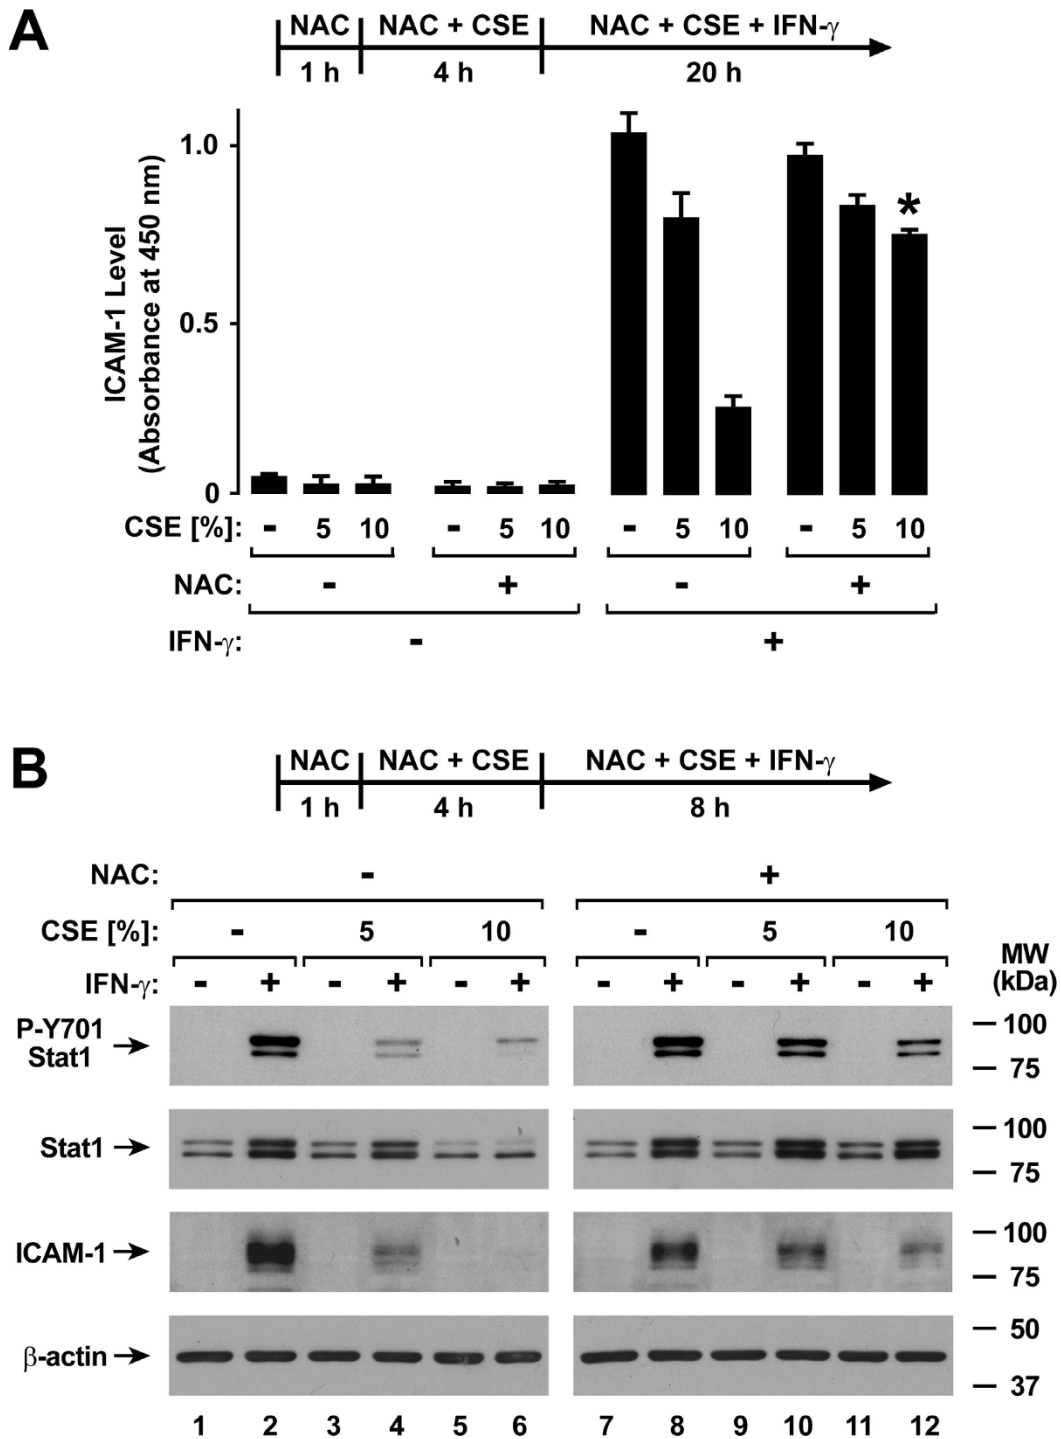 A
NAC NAC + CSE NAC + CSE + IFN-γ
1 h 4 h 20 h
ICAM-1 Level
(Absorbance at 450 nm)
1.0
0.5
0
*
CSE [%]: - 5 10 - 5 10 - 5 10 - 5 10
NAC: - + - +
IFN-γ: - +
B
NAC NAC + CSE NAC + CSE + IFN-γ
1 h 4 h 8 h
NAC: - +
CSE [%]: - 5 10 - 5 10
MW
(kDa)
IFN-γ: - + - + - + - + - + - +
P-Y701
Stat1
100
75
Stat1
100
75
ICAM-1
100
75
β-actin
50
37
1 2 3 4 5 6 7 8 9 10 11 12